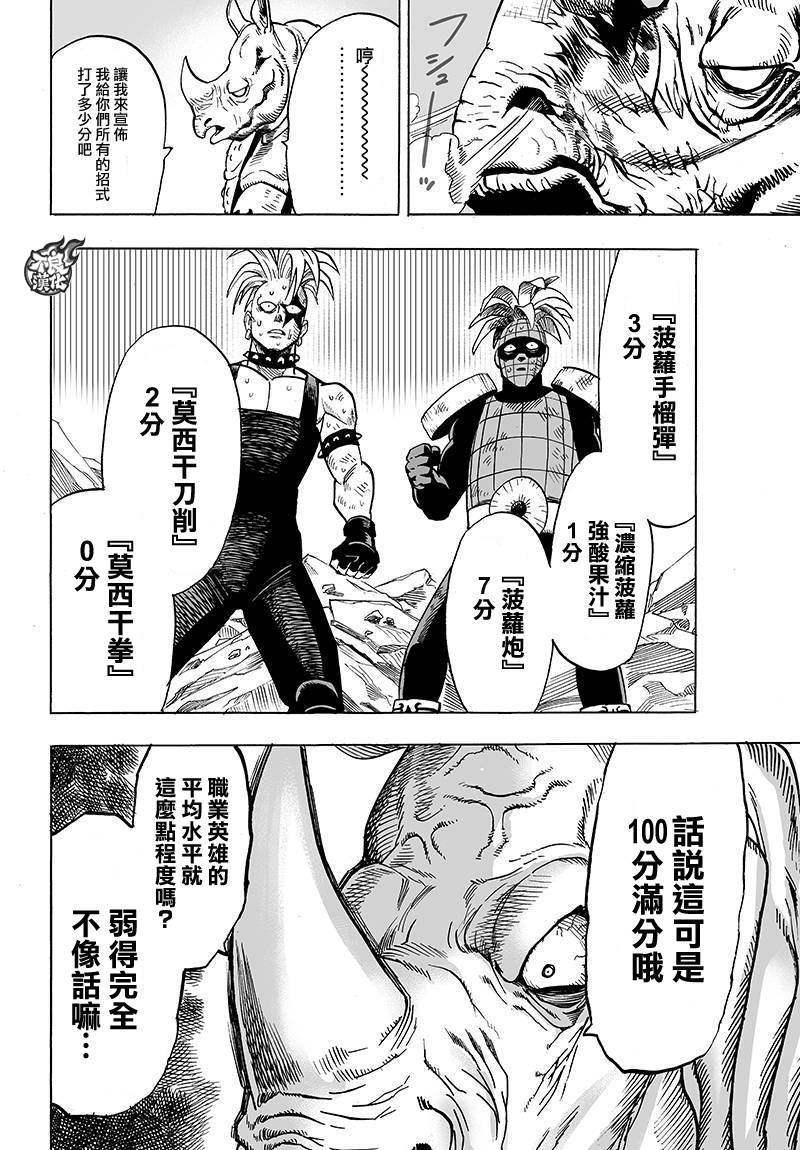 フシュゥーッ
哼～～～～～………………
讓我來宣佈
我給你們所有的招式
打了多少分吧
『菠蘿手榴彈』
3分
『濃縮菠蘿
強酸果汁』
1分
『菠蘿炮』
7分
『莫西干刀削』
2分
『莫西干拳』
0分
話説這可是
100分滿分哦
職業英雄的
平均水平就
這麼點程度嗎？
弱得完全
不像話嘛…